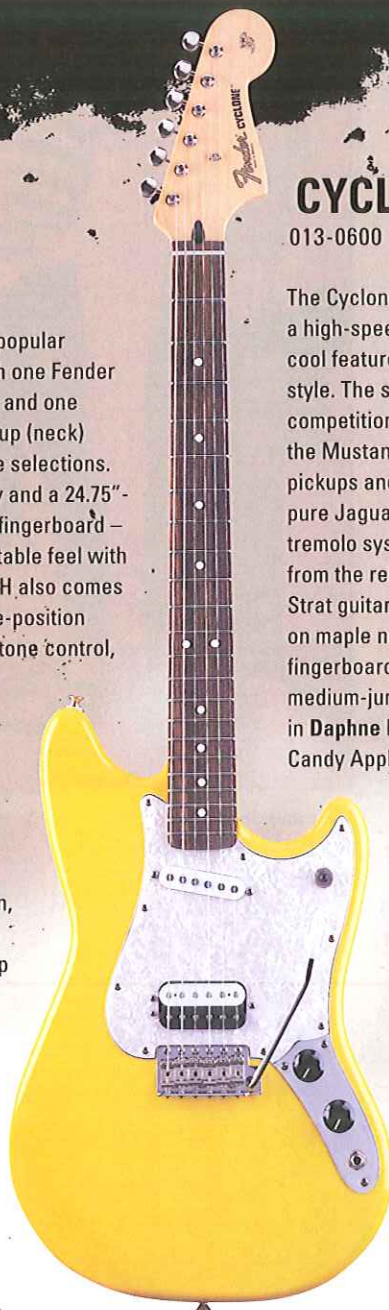 Fender CYCLONE
popular
n one Fender
and one
up (neck)
e selections.
y and a 24.75"-
fingerboard –
table feel with
H also comes
e-position
tone control,
n,
p
CYCL
013-0600
The Cyclon
a high-spee
cool feature
style. The s
competition
the Mustan
pickups and
pure Jagua
tremolo sys
from the re
Strat guitar
on maple n
fingerboard
medium-jur
in Daphne
Candy Appl